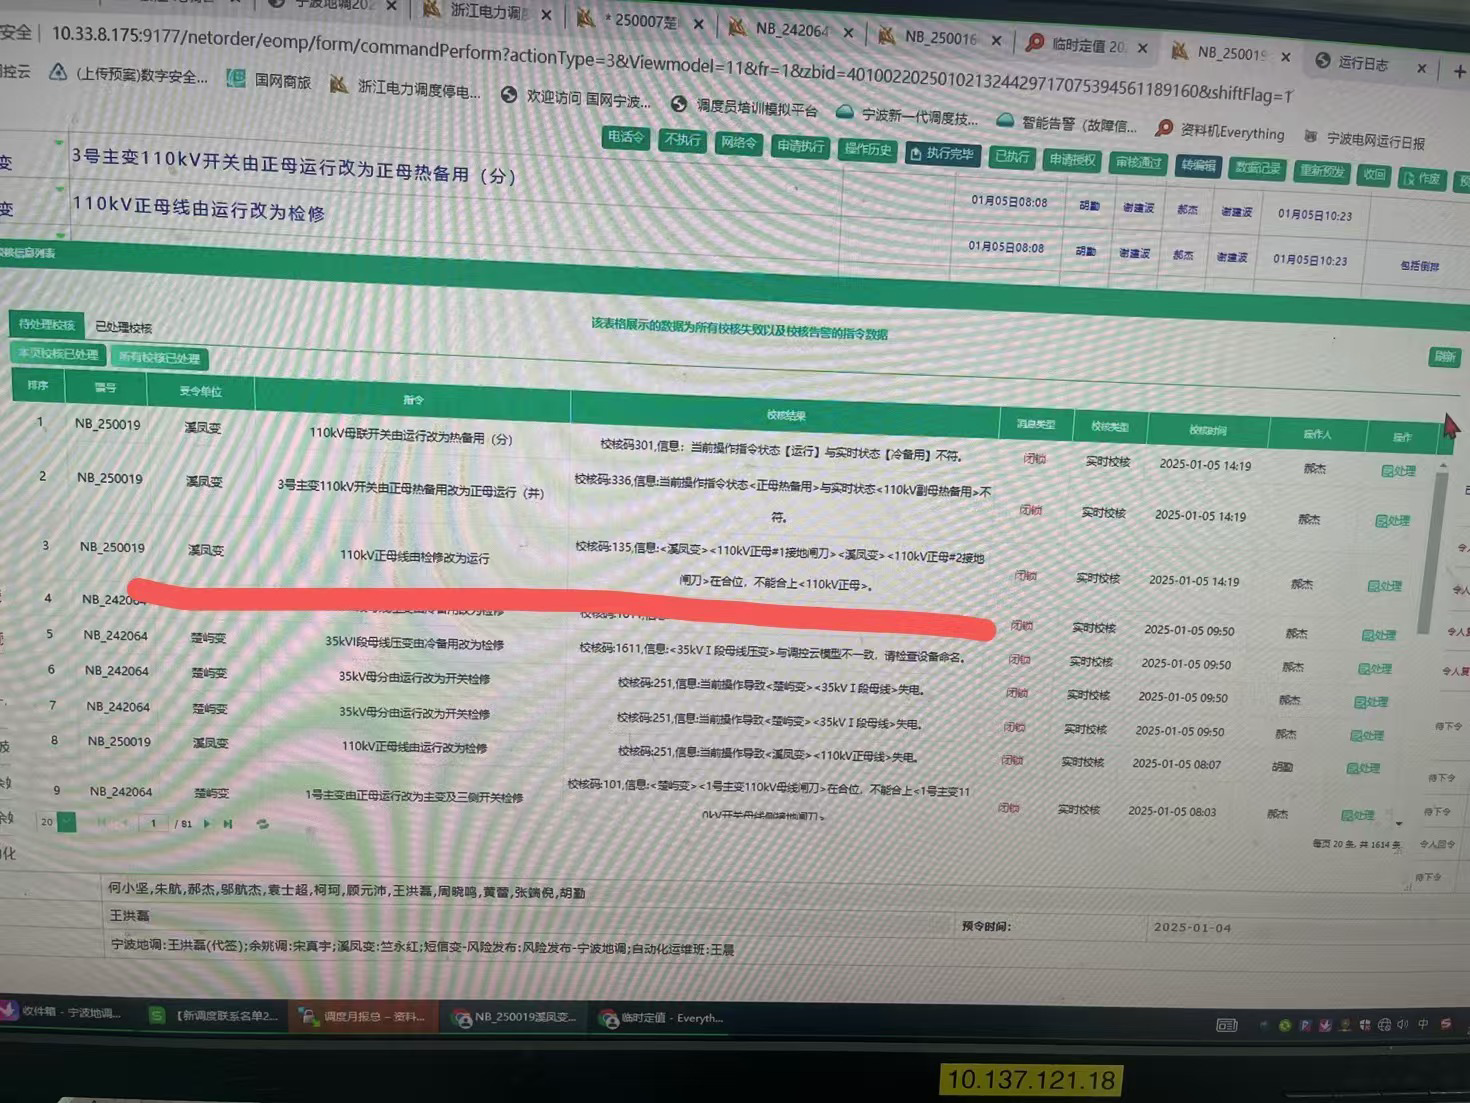 浙江电力调度
* 250007楚
NB_242064
NB_250016
临时定值 20
NB_250019
运行日志
安全 | 10.33.8.175:9177/netorder/eomp/form/commandPerform?actionType=3&Viewmodel=11&fr=1&zbid=4010022025010213244297170753945611891​60&shiftFlag=1
调控云 (上传预案)数字安全... 国网商旅 浙江电力调度停电... 欢迎访问 国网宁波... 调度员培训模拟平台 宁波新一代调度技... 智能告警（故障信... 资料机Everything 宁波电网运行日报
电话令 不执行 网络令 申请执行 操作历史 执行完毕 已执行 申请授权 审核通过 转编辑 数据记录 重新预发 收回 作废
变 3号主变110kV开关由正母运行改为正母热备用（分） 01月05日08:08 胡勤 谢建波 郝杰 谢建波 01月05日10:23
变 110kV正母线由运行改为检修 01月05日08:08 胡勤 谢建波 郝杰 谢建波 01月05日10:23 包括倒排
校核信息列表
待处理校核 已处理校核 该表格展示的数据为所有校核失败以及校核告警的指令数据
本页校核已处理 所有校核已处理 刷新
排序 票号 受令单位 指令 校核结果 消息类型 校核类型 校核时间 操作人 操作
1 NB_250019 溪凤变 110kV母联开关由运行改为热备用（分） 校核码301,信息：当前操作指令状态【运行】与实时状态【冷备用】不符。 闭锁 实时校核 2025-01-05 14:19 郝杰 处理
2 NB_250019 溪凤变 3号主变110kV开关由正母热备用改为正母运行（并） 校核码:336,信息:当前操作指令状态<正母热备用>与实时状态<110kV副母热备用>不
符。 闭锁 实时校核 2025-01-05 14:19 郝杰 处理
3 NB_250019 溪凤变 110kV正母线由检修改为运行 校核码:135,信息:<溪凤变><110kV正母#1接地闸刀><溪凤变><110kV正母#2接地
闸刀>在合位，不能合上<110kV正母>。 闭锁 实时校核 2025-01-05 14:19 郝杰 处理
4 NB_242064 闭锁 实时校核 2025-01-05 09:50 郝杰 处理
5 NB_242064 楚屿变 35kVⅠ段母线压变由冷备用改为检修 校核码:1611,信息:<35kVⅠ段母线压变>与调控云模型不一致，请检查设备命名。 闭锁 实时校核 2025-01-05 09:50 郝杰 处理
6 NB_242064 楚屿变 35kV母分由运行改为开关检修 校核码:251,信息:当前操作导致<楚屿变><35kVⅠ段母线>失电。 闭锁 实时校核 2025-01-05 09:50 郝杰 处理
7 NB_242064 楚屿变 35kV母分由运行改为开关检修 校核码:251,信息:当前操作导致<楚屿变><35kVⅠ段母线>失电。 闭锁 实时校核 2025-01-05 09:50 郝杰 处理
8 NB_250019 溪凤变 110kV正母线由运行改为检修 校核码:251,信息:当前操作导致<溪凤变><110kV正母线>失电。 闭锁 实时校核 2025-01-05 08:07 胡勤 处理
9 NB_242064 楚屿变 1号主变由正母运行改为主变及三侧开关检修 校核码:101,信息:<楚屿变><1号主变110kV母线闸刀>在合位，不能合上<1号主变11
0kV开关母线侧接地闸刀>。 闭锁 实时校核 2025-01-05 08:03 郝杰 处理
20 1 / 81 每页 20 条, 共 1614 条
何小坚,朱航,郝杰,邬航杰,袁士超,柯珂,顾元沛,王洪磊,周晓鸣,黄蕾,张端倪,胡勤
王洪磊 预令时间： 2025-01-04
宁波地调:王洪磊(代签);余姚调:宋真宇;溪凤变:竺永红;短信变-风险发布:风险发布-宁波地调;自动化运维班:王晨
收件箱 - 宁波地调... 【新调度联系名单2... 调度月报总 - 资料... NB_250019溪凤变... 临时定值 - Everyth...
中
10.137.121.18